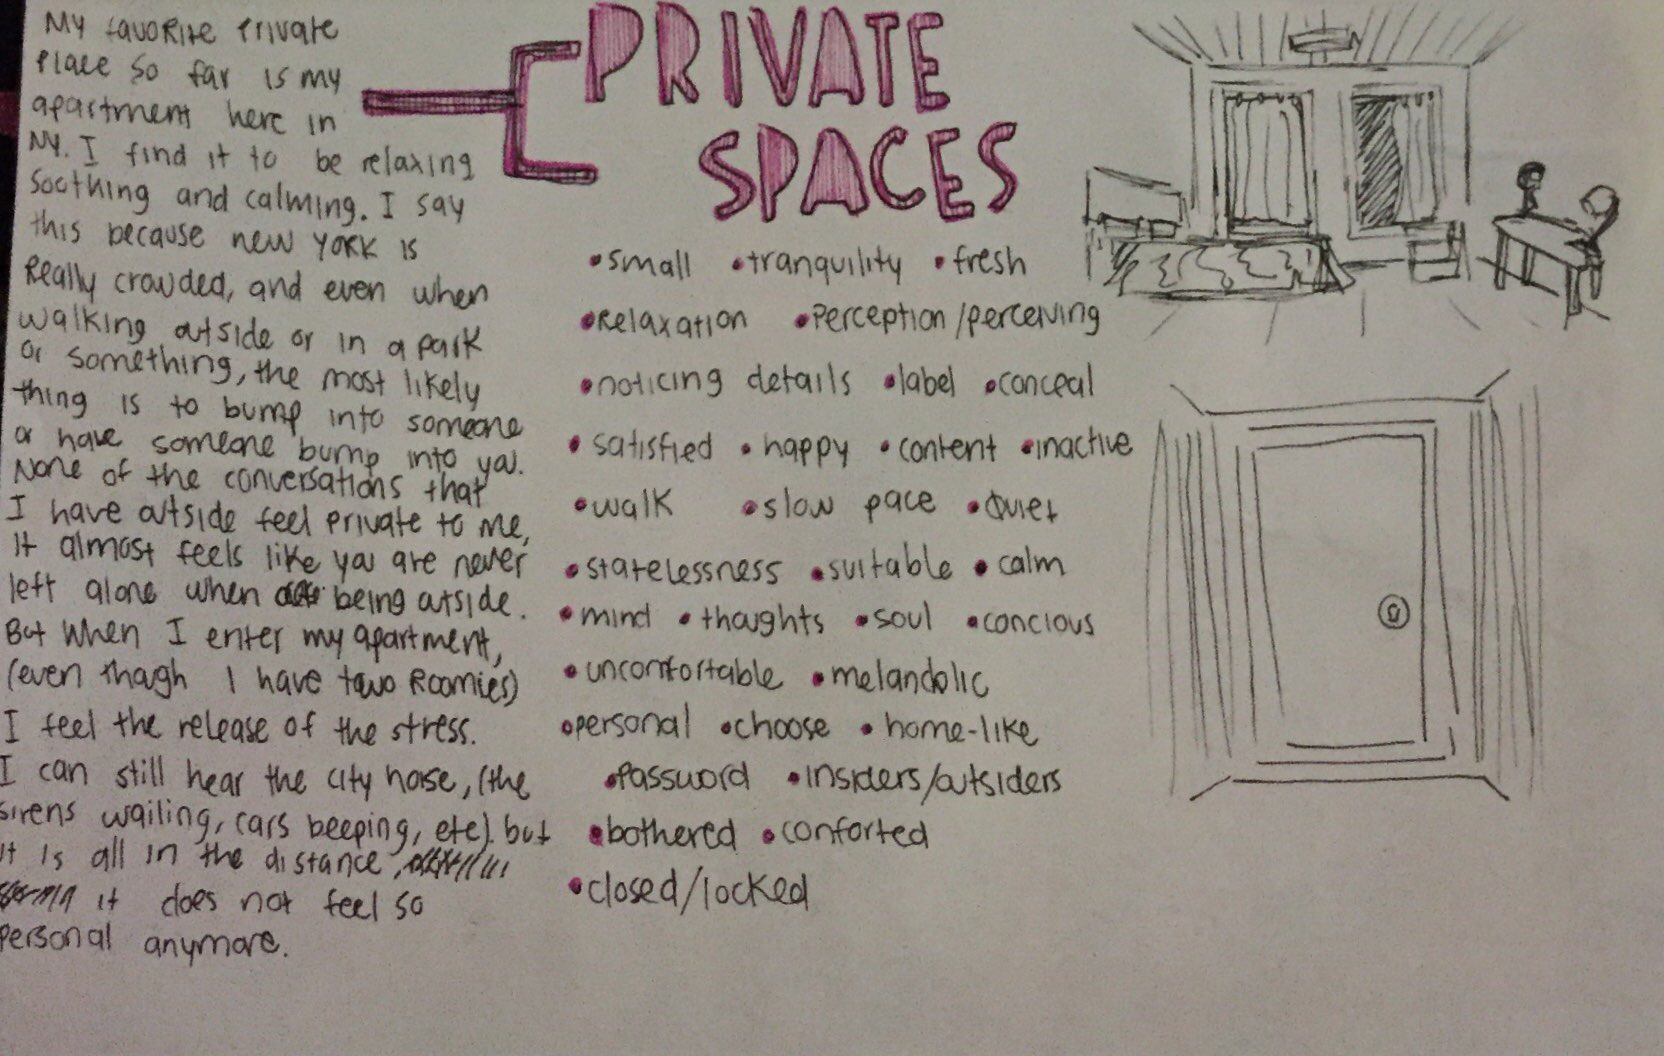 My favorite Private
Place so far is my
apartment here in
NY. I find it to be relaxing
soothing and calming. I say
this because new YORK is
Really crowded, and even when
walking outside or in a park
or something, the most likely
thing is to bump into someone
or have someone bump into you.
None of the conversations that
I have outside feel private to me,
it almost feels like you are never
left alone when being outside.
But when I enter my apartment,
(even though I have two Roomies)
I feel the release of the stress.
I can still hear the city noise, (the
sirens wailing, cars beeping, etc). but
it is all in the distance,
it does not feel so
personal anymore.
PRIVATE
SPACES
•small •tranquility •fresh
•Relaxation •Perception/perceiving
•noticing details •label •conceal
•satisfied •happy •content •inactive
•walk •slow pace •Quiet
•statelessness •suitable •calm
•mind •thoughts •soul •concious
•uncomfortable •melancolic
•personal •choose •home-like
•Password •insiders/outsiders
•bothered •conforted
•closed/locked